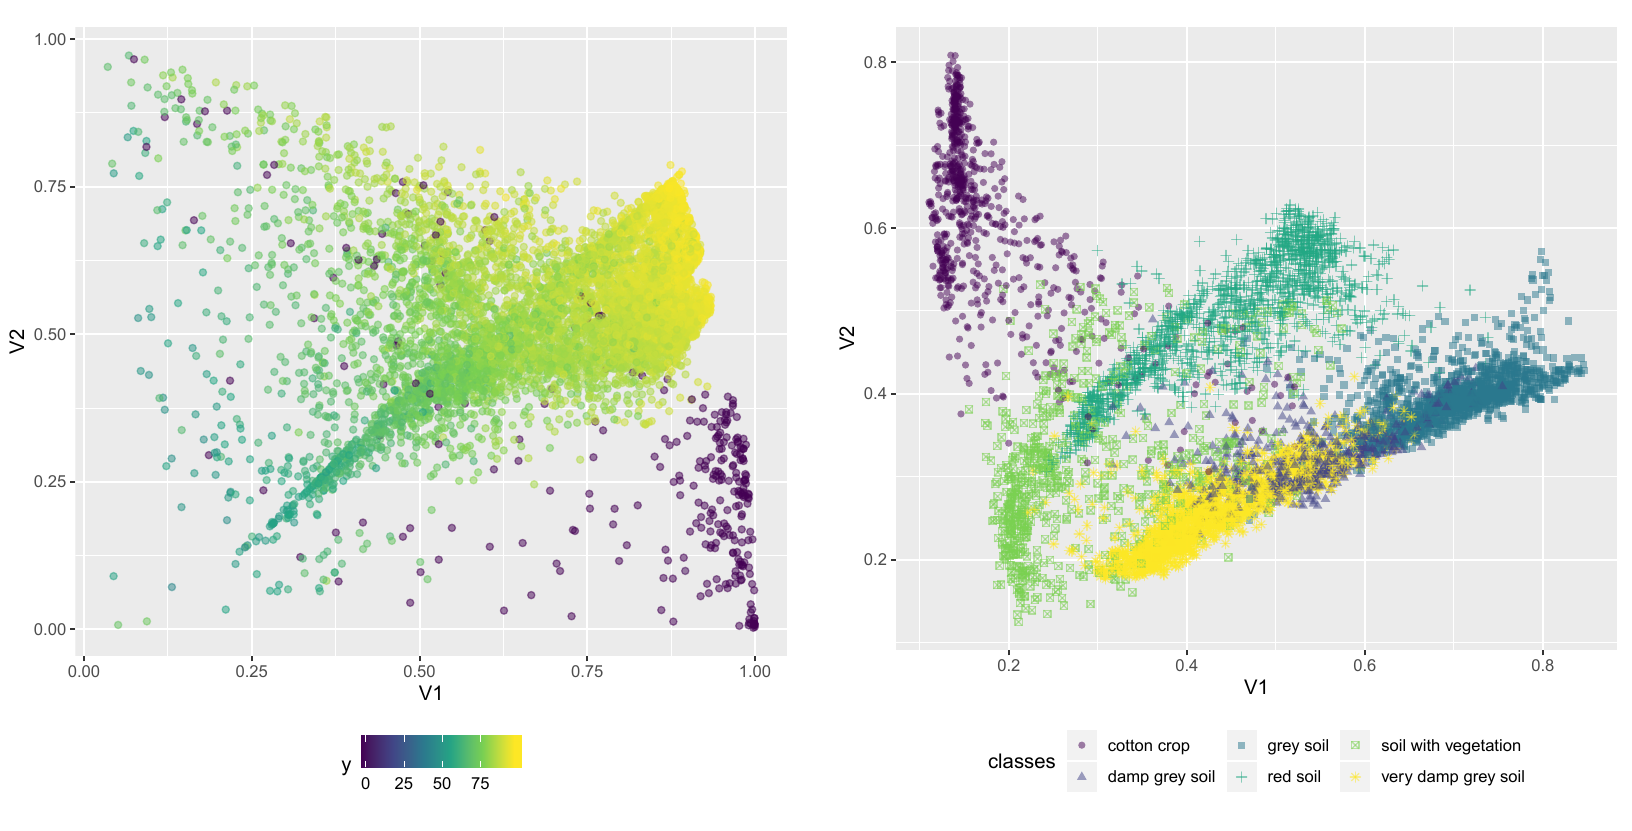 1.00
0.75
0.50
0.25
0.00
V2
0.00 0.25 0.50 0.75 1.00
V1
y
0 25 50 75
0.8
0.6
0.4
0.2
V2
0.2 0.4 0.6 0.8
V1
classes
cotton crop grey soil soil with vegetation
damp grey soil red soil very damp grey soil